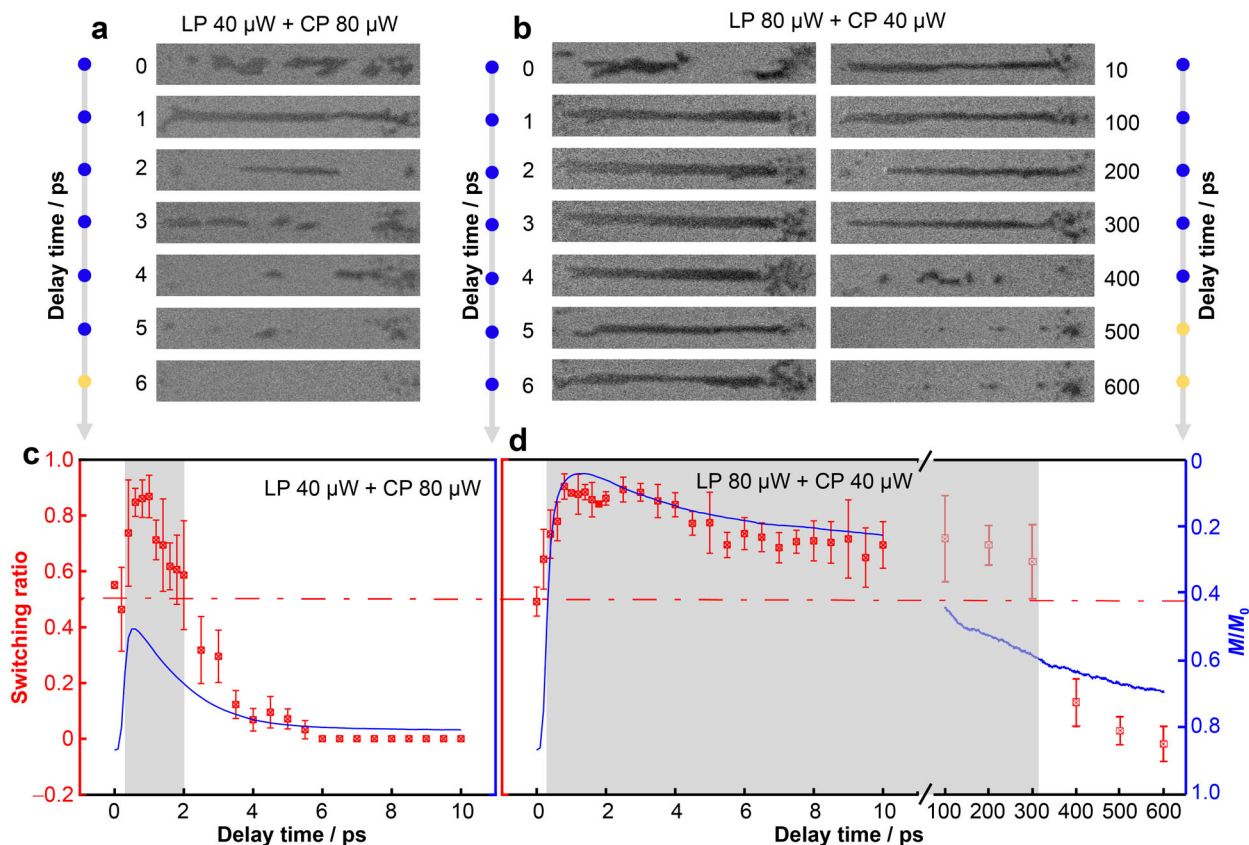 a
LP 40 µW + CP 80 µW
b
LP 80 µW + CP 40 µW
Delay time / ps
0
1
2
3
4
5
6
Delay time / ps
0
1
2
3
4
5
6
10
100
200
300
400
500
600
Delay time / ps
c
LP 40 µW + CP 80 µW
Switching ratio
1.0
0.8
0.6
0.4
0.2
0
−0.2
0 2 4 6 8 10
Delay time / ps
d
LP 80 µW + CP 40 µW
0
0.2
0.4
0.6
0.8
1.0
M/M0
0 2 4 6 8 10 100 200 300 400 500 600
Delay time / ps